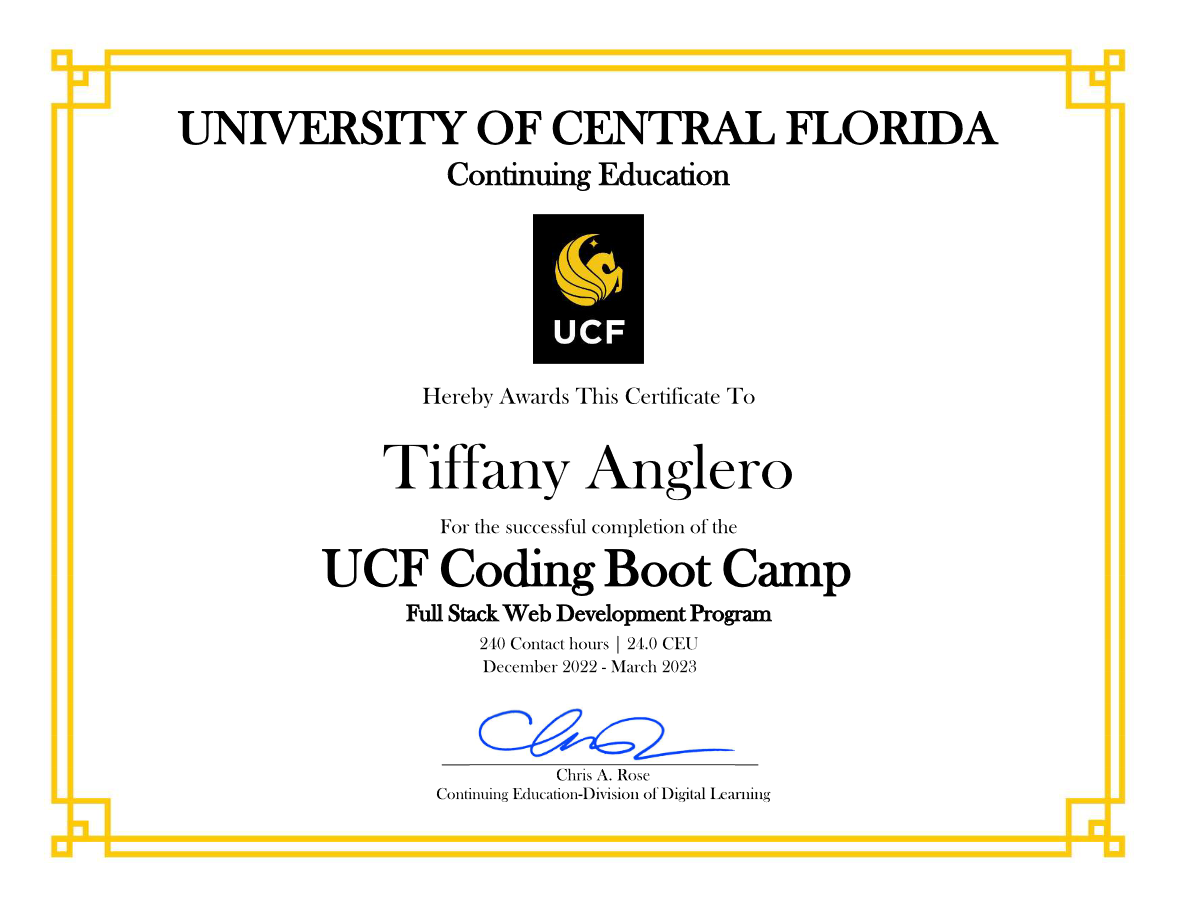 UNIVERSITY OF CENTRAL FLORIDA
Continuing Education
UCF
Hereby Awards This Certificate To
Tiffany Anglero
For the successful completion of the
UCF Coding Boot Camp
Full Stack Web Development Program
240 Contact hours | 24.0 CEU
December 2022 - March 2023
Chris A. Rose
Continuing Education-Division of Digital Learning